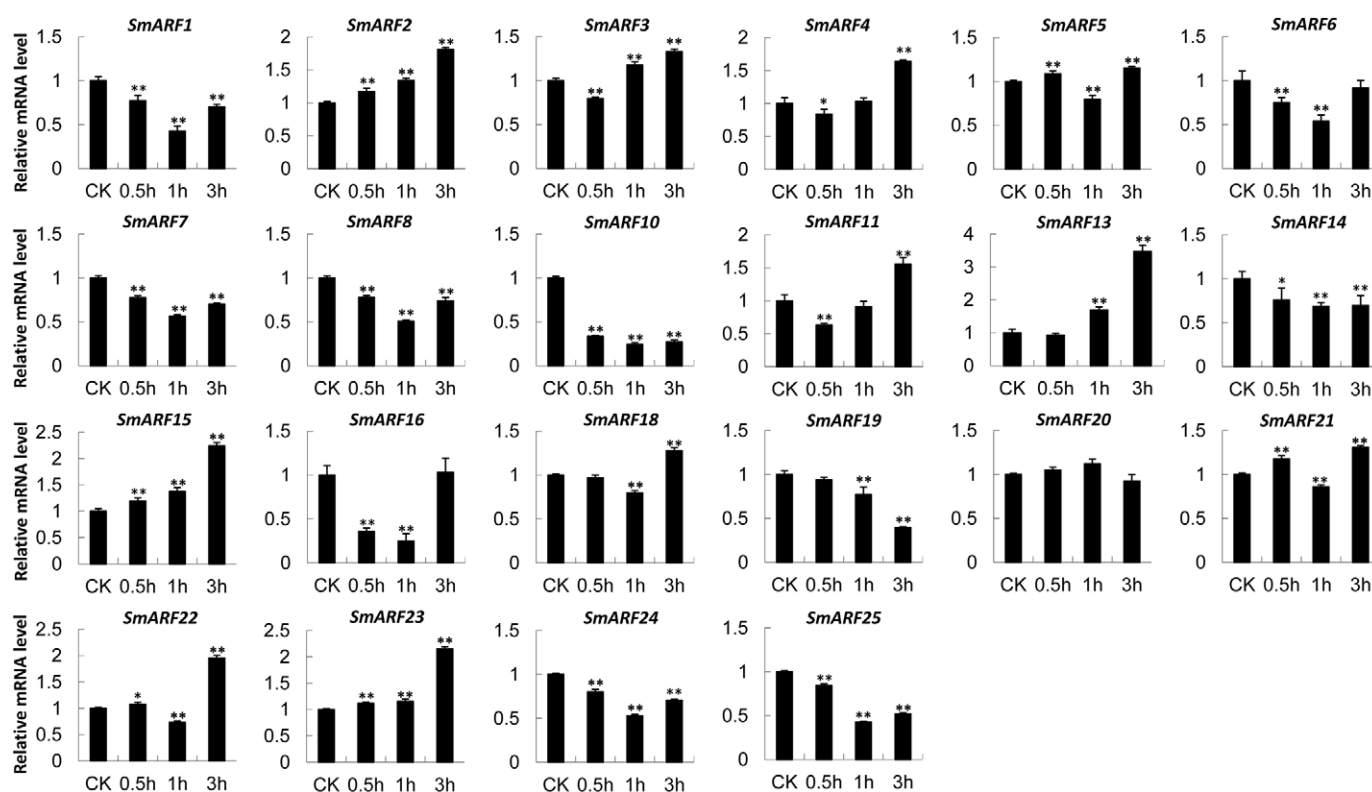 SmARF1 SmARF2 SmARF3 SmARF4 SmARF5 SmARF6
Relative mRNA level
1.5 2 1.5 2 1.5 1.5
** ** ** ** ** ** ** ** ** * ** ** ** ** ** **
1 1.5 1 1.5 1 1
0.5 1 0.5 1 0.5 0.5
0.5 0.5
0 0 0 0 0 0
CK 0.5h 1h 3h CK 0.5h 1h 3h CK 0.5h 1h 3h CK 0.5h 1h 3h CK 0.5h 1h 3h CK 0.5h 1h 3h
SmARF7 SmARF8 SmARF10 SmARF11 SmARF13 SmARF14
Relative mRNA level
1.5 1.5 1.5 2 4 1.5
** ** ** ** ** ** ** ** ** ** ** ** ** * ** **
1 1 1 1.5 3 1
0.5 0.5 0.5 1 2 0.5
0.5 1
0 0 0 0 0 0
CK 0.5h 1h 3h CK 0.5h 1h 3h CK 0.5h 1h 3h CK 0.5h 1h 3h CK 0.5h 1h 3h CK 0.5h 1h 3h
SmARF15 SmARF16 SmARF18 SmARF19 SmARF20 SmARF21
Relative mRNA level
2.5 1.5 1.5 1.5 1.5 1.5
** ** ** ** ** ** ** ** ** ** ** **
2 1 1 1 1 1
1.5 0.5 0.5 0.5 0.5 0.5
1
0.5
0 0 0 0 0 0
CK 0.5h 1h 3h CK 0.5h 1h 3h CK 0.5h 1h 3h CK 0.5h 1h 3h CK 0.5h 1h 3h CK 0.5h 1h 3h
SmARF22 SmARF23 SmARF24 SmARF25
Relative mRNA level
2.5 2.5 1.5 1.5
* ** ** ** ** ** ** ** ** ** ** **
2 2 1 1
1.5 1.5 0.5 0.5
1 1
0.5 0.5
0 0 0 0
CK 0.5h 1h 3h CK 0.5h 1h 3h CK 0.5h 1h 3h CK 0.5h 1h 3h